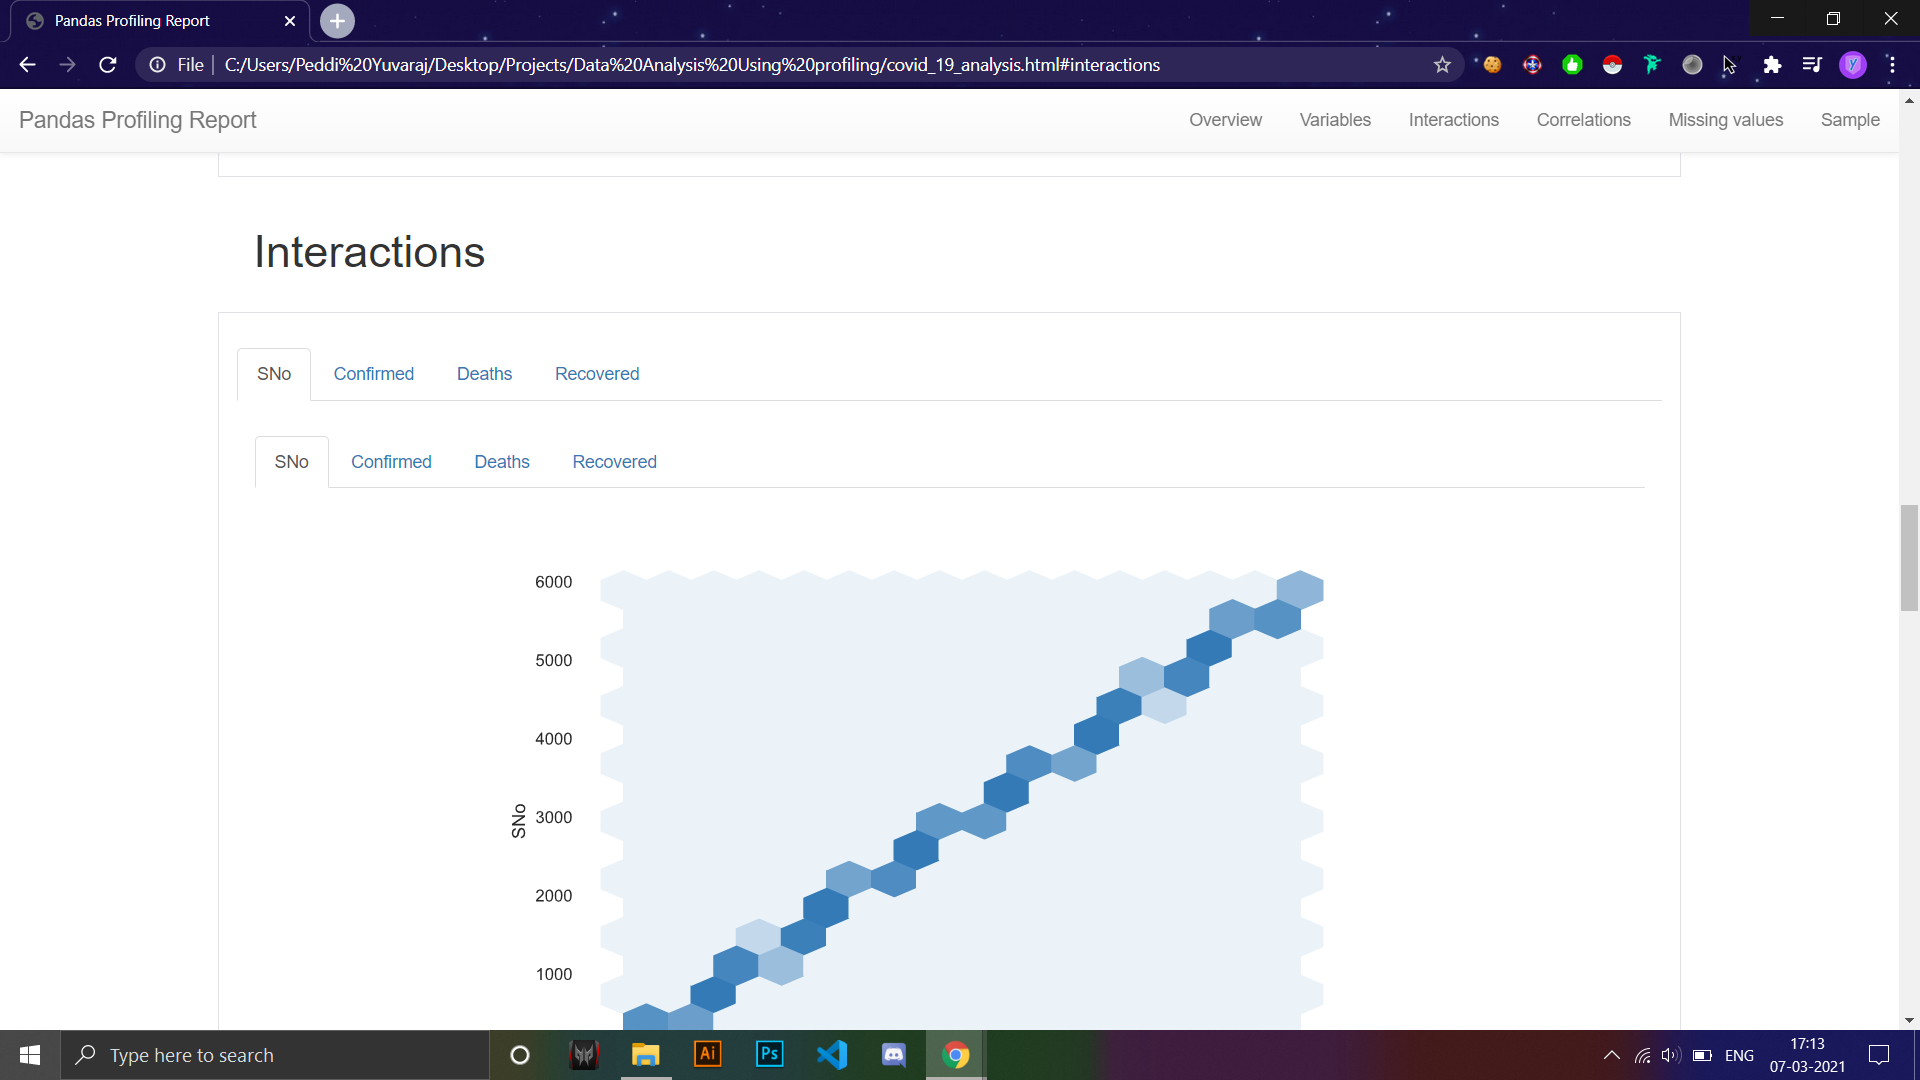 Pandas Profiling Report
File
C:/Users/Peddi%20Yuvaraj/Desktop/Projects/Data%20Analysis%20Using%20profiling/covid_19_analysis.html#interactions
Pandas Profiling Report
Overview Variables Interactions Correlations Missing values Sample
Interactions
SNo Confirmed Deaths Recovered
SNo Confirmed Deaths Recovered
6000
5000
4000
SNo
3000
2000
1000
Type here to search
Ai
Ps
ENG
17:13
07-03-2021